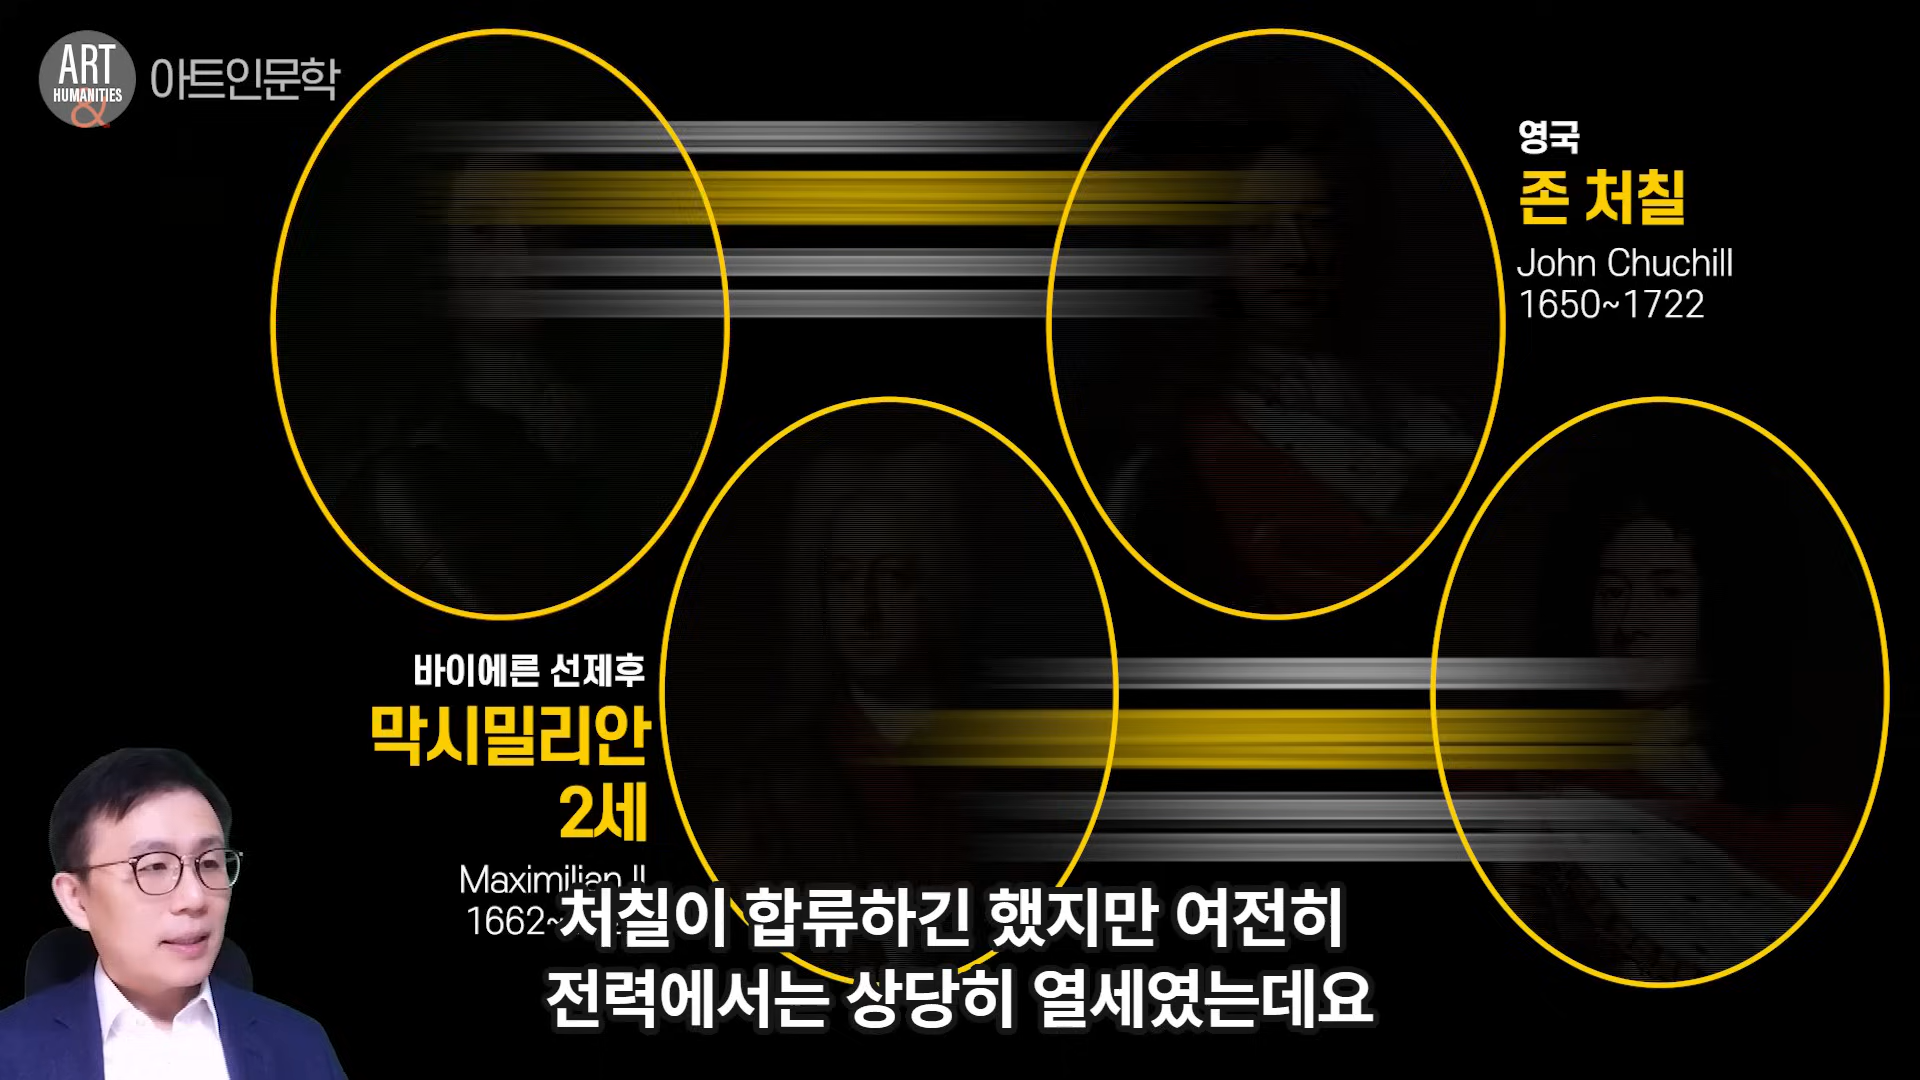 ART
HUMANITIES
&
아트인문학
영국
존 처칠
John Chuchill
1650~1722
바이에른 선제후
막시밀리안
2세
Maximilian II
1662~
처칠이 합류하긴 했지만 여전히
전력에서는 상당히 열세였는데요